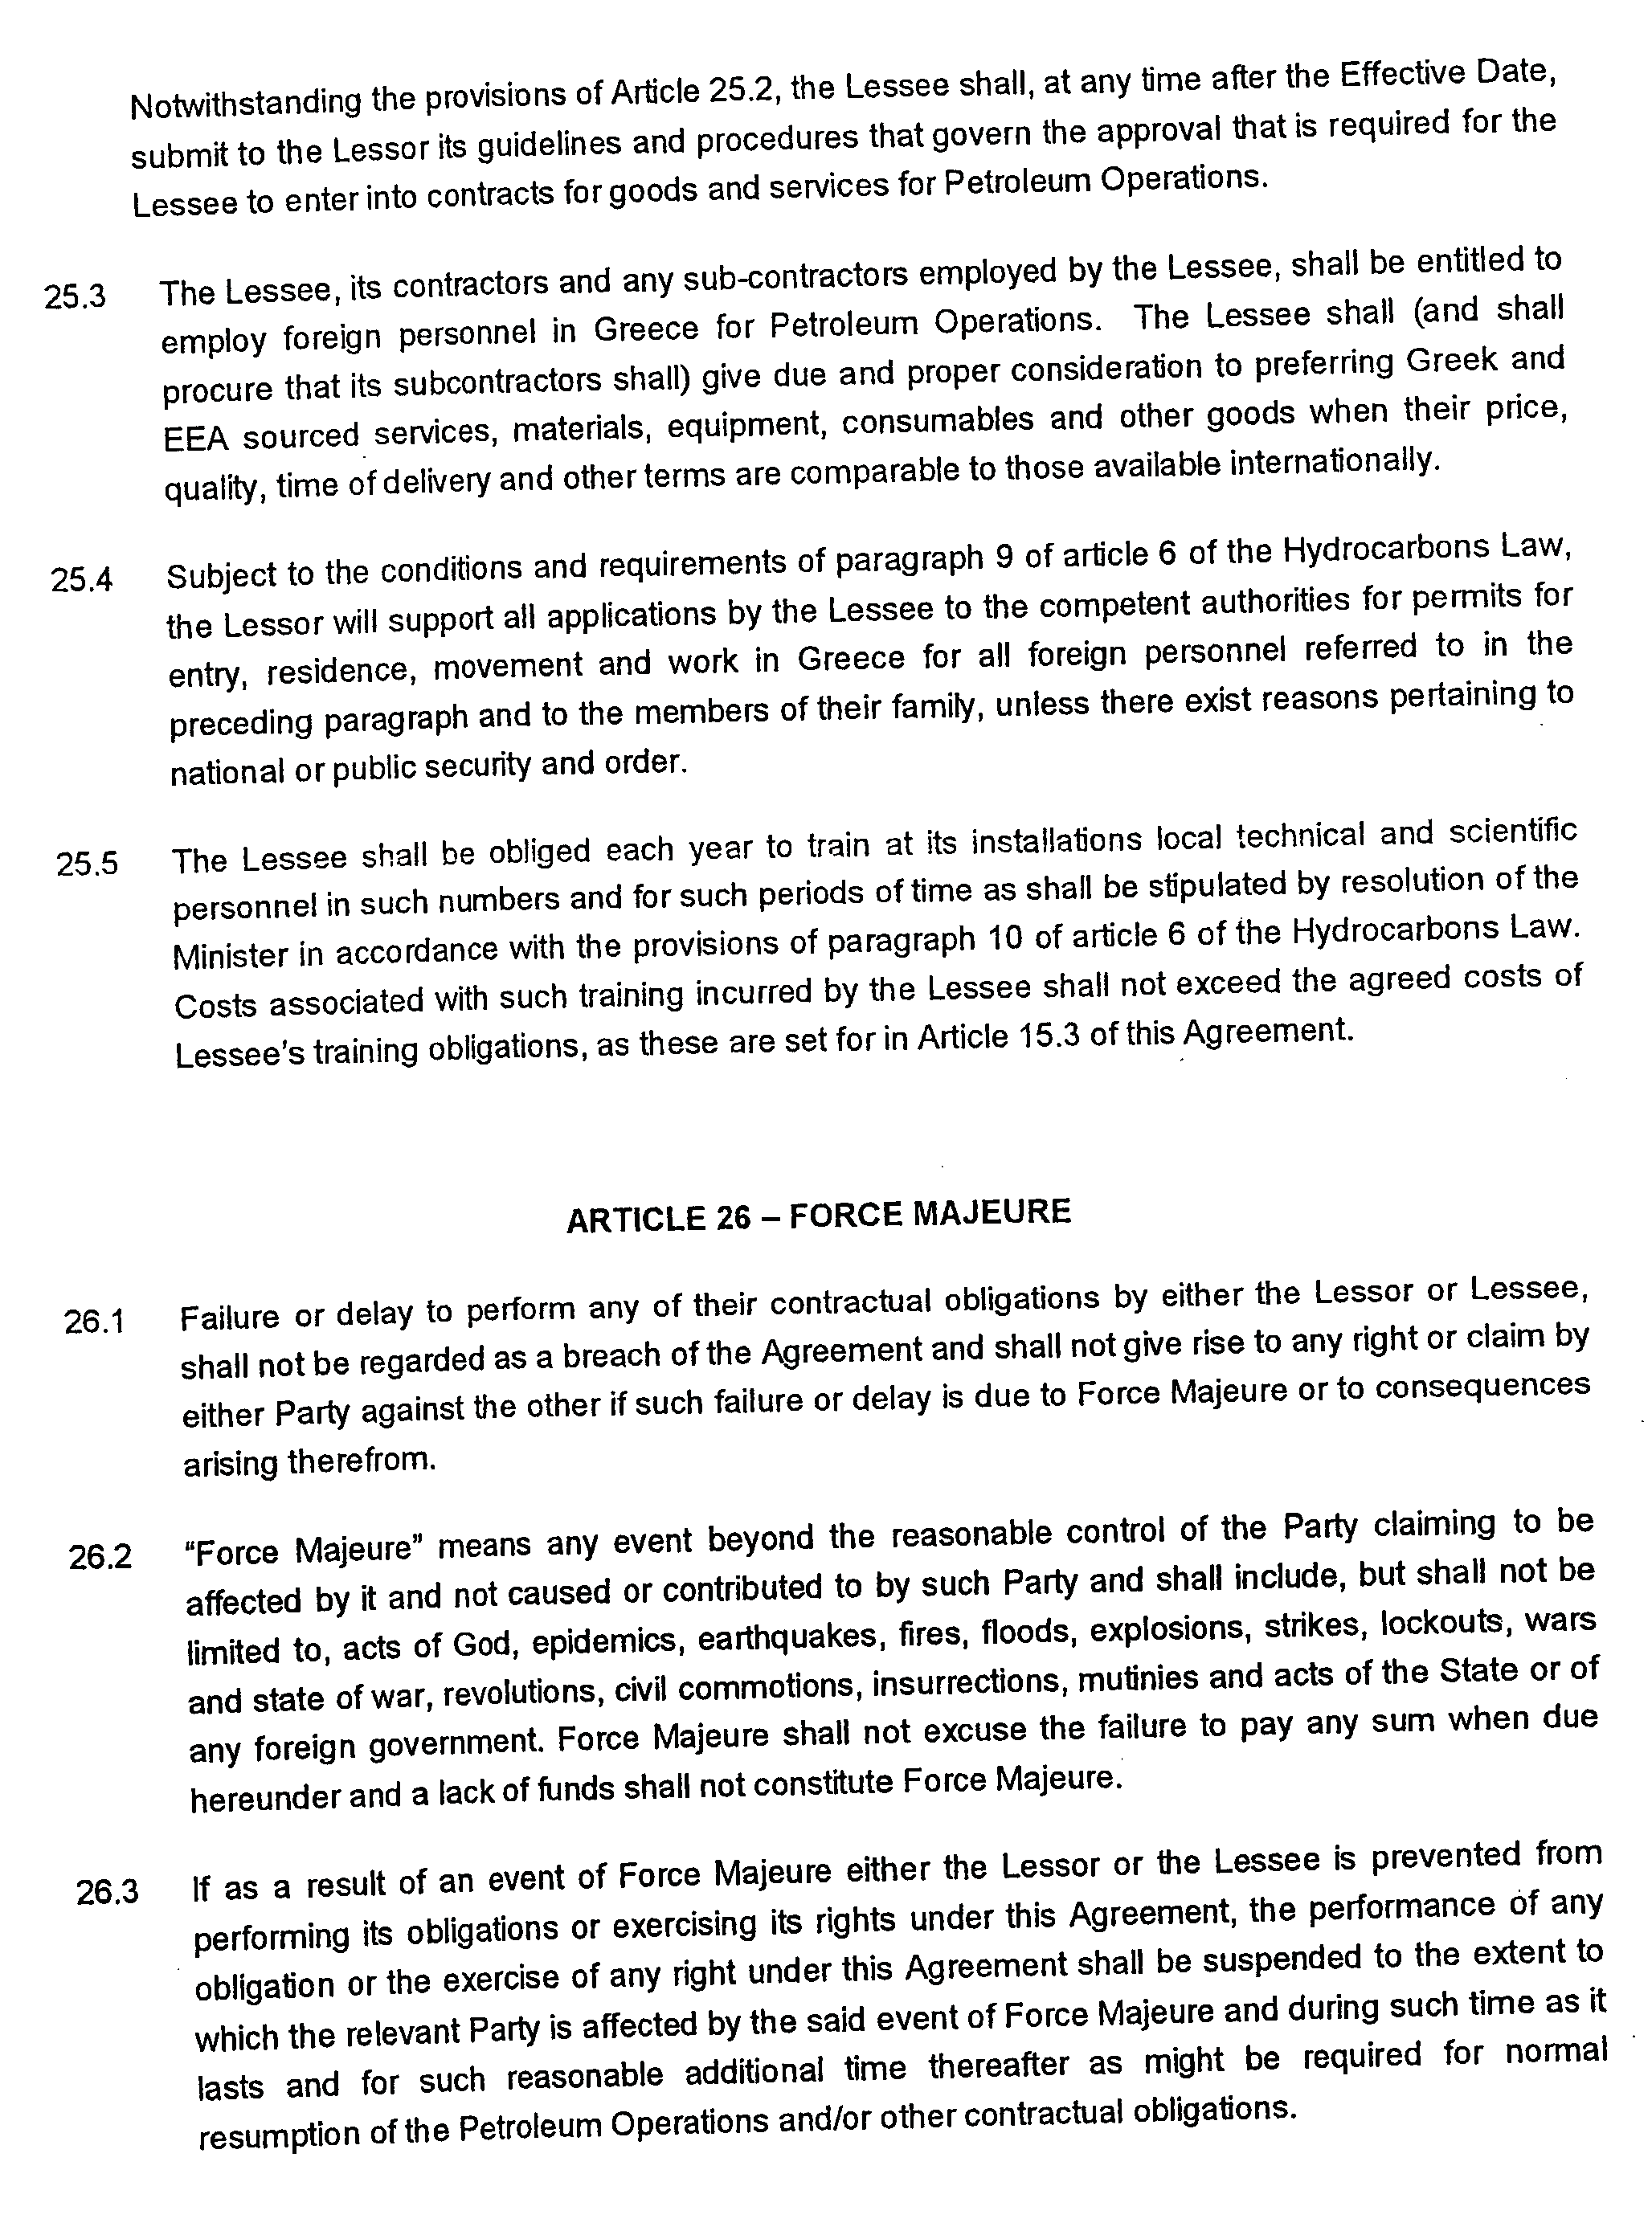 Notwithstanding the provisions of Article 25.2, the Lessee shall, at any time after the Effective Date,
submit to the Lessor its guidelines and procedures that govern the approval that is required for the
Lessee to enter into contracts for goods and services for Petroleum Operations.
25.3 The Lessee, its contractors and any sub-contractors employed by the Lessee, shall be entitled to
employ foreign personnel in Greece for Petroleum Operations. The Lessee shall (and shall
procure that its subcontractors shall) give due and proper consideration to preferring Greek and
EEA sourced services, materials, equipment, consumables and other goods when their price,
quality, time of delivery and other terms are comparable to those available internationally.
25.4 Subject to the conditions and requirements of paragraph 9 of article 6 of the Hydrocarbons Law,
the Lessor will support all applications by the Lessee to the competent authorities for permits for
entry, residence, movement and work in Greece for all foreign personnel referred to in the
preceding paragraph and to the members of their family, unless there exist reasons pertaining to
national or public security and order.
25.5 The Lessee shall be obliged each year to train at its installations local technical and scientific
personnel in such numbers and for such periods of time as shall be stipulated by resolution of the
Minister in accordance with the provisions of paragraph 10 of article 6 of the Hydrocarbons Law.
Costs associated with such training incurred by the Lessee shall not exceed the agreed costs of
Lessee's training obligations, as these are set for in Article 15.3 of this Agreement.
ARTICLE 26 – FORCE MAJEURE
26.1 Failure or delay to perform any of their contractual obligations by either the Lessor or Lessee,
shall not be regarded as a breach of the Agreement and shall not give rise to any right or claim by
either Party against the other if such failure or delay is due to Force Majeure or to consequences
arising therefrom.
26.2 “Force Majeure” means any event beyond the reasonable control of the Party claiming to be
affected by it and not caused or contributed to by such Party and shall include, but shall not be
limited to, acts of God, epidemics, earthquakes, fires, floods, explosions, strikes, lockouts, wars
and state of war, revolutions, civil commotions, insurrections, mutinies and acts of the State or of
any foreign government. Force Majeure shall not excuse the failure to pay any sum when due
hereunder and a lack of funds shall not constitute Force Majeure.
26.3 If as a result of an event of Force Majeure either the Lessor or the Lessee is prevented from
performing its obligations or exercising its rights under this Agreement, the performance of any
obligation or the exercise of any right under this Agreement shall be suspended to the extent to
which the relevant Party is affected by the said event of Force Majeure and during such time as it
lasts and for such reasonable additional time thereafter as might be required for normal
resumption of the Petroleum Operations and/or other contractual obligations.